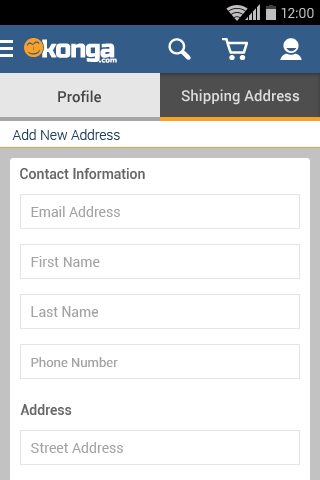 12:00
konga
.com
Profile
Shipping Address
Add New Address
Contact Information
Email Address
First Name
Last Name
Phone Number
Address
Street Address